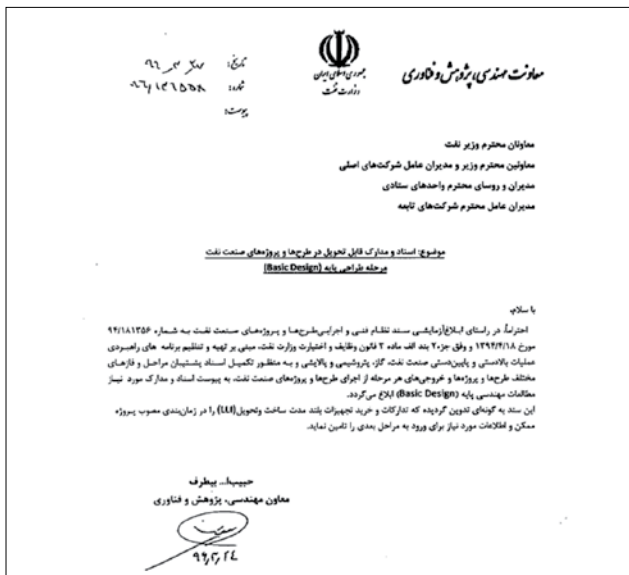 معاونت مهندسی، پژوهش و فناوری
جمهوری اسلامی ایران
وزارت نفت
تاریخ:
شماره:
پیوست:
معاونان محترم وزیر نفت
معاونین محترم وزیر و مدیران عامل شرکت‌های اصلی
مدیران و روسای محترم واحدهای ستادی
مدیران عامل محترم شرکت‌های تابعه
موضوع: اسناد و مدارک قابل تحویل در طرح‌ها و پروژه‌های صنعت نفت
مرحله طراحی پایه (Basic Design)
با سلام،
احتراماً، در راستای ابلاغ آزمایشی سند نظام فنی و اجرایی طرح‌ها و پروژه‌های صنعت نفت به شماره ۹۴/۱۸۱۳۵۶
مورخ ۱۳۹۴/۴/۱۸ و وفق جزء ۲ بند الف ماده ۳ قانون وظایف و اختیارت وزارت نفت، مبنی بر تهیه و تنظیم برنامه های راهبردی
عملیات بالادستی و پایین‌دستی صنعت نفت، گاز، پتروشیمی و پالایشی و به منظور تکمیل اسناد پشتیبان مراحل و فازهای
مختلف طرح‌ها و پروژه‌ها و خروجی‌های هر مرحله از اجرای طرح‌ها و پروژه‌های صنعت نفت، به پیوست اسناد و مدارک مورد نیاز
مطالعات مهندسی پایه (Basic Design) ابلاغ می‌گردد.
این سند به گونه‌ای تدوین گردیده که تدارکات و خرید تجهیزات بلند مدت ساخت وتحویل(LLI) را در زمان‌بندی مصوب پروژه
ممکن و اطلاعات مورد نیاز برای ورود به مراحل بعدی را تامین نماید.
حبیب‌ا... بیطرف
معاون مهندسی، پژوهش و فناوری